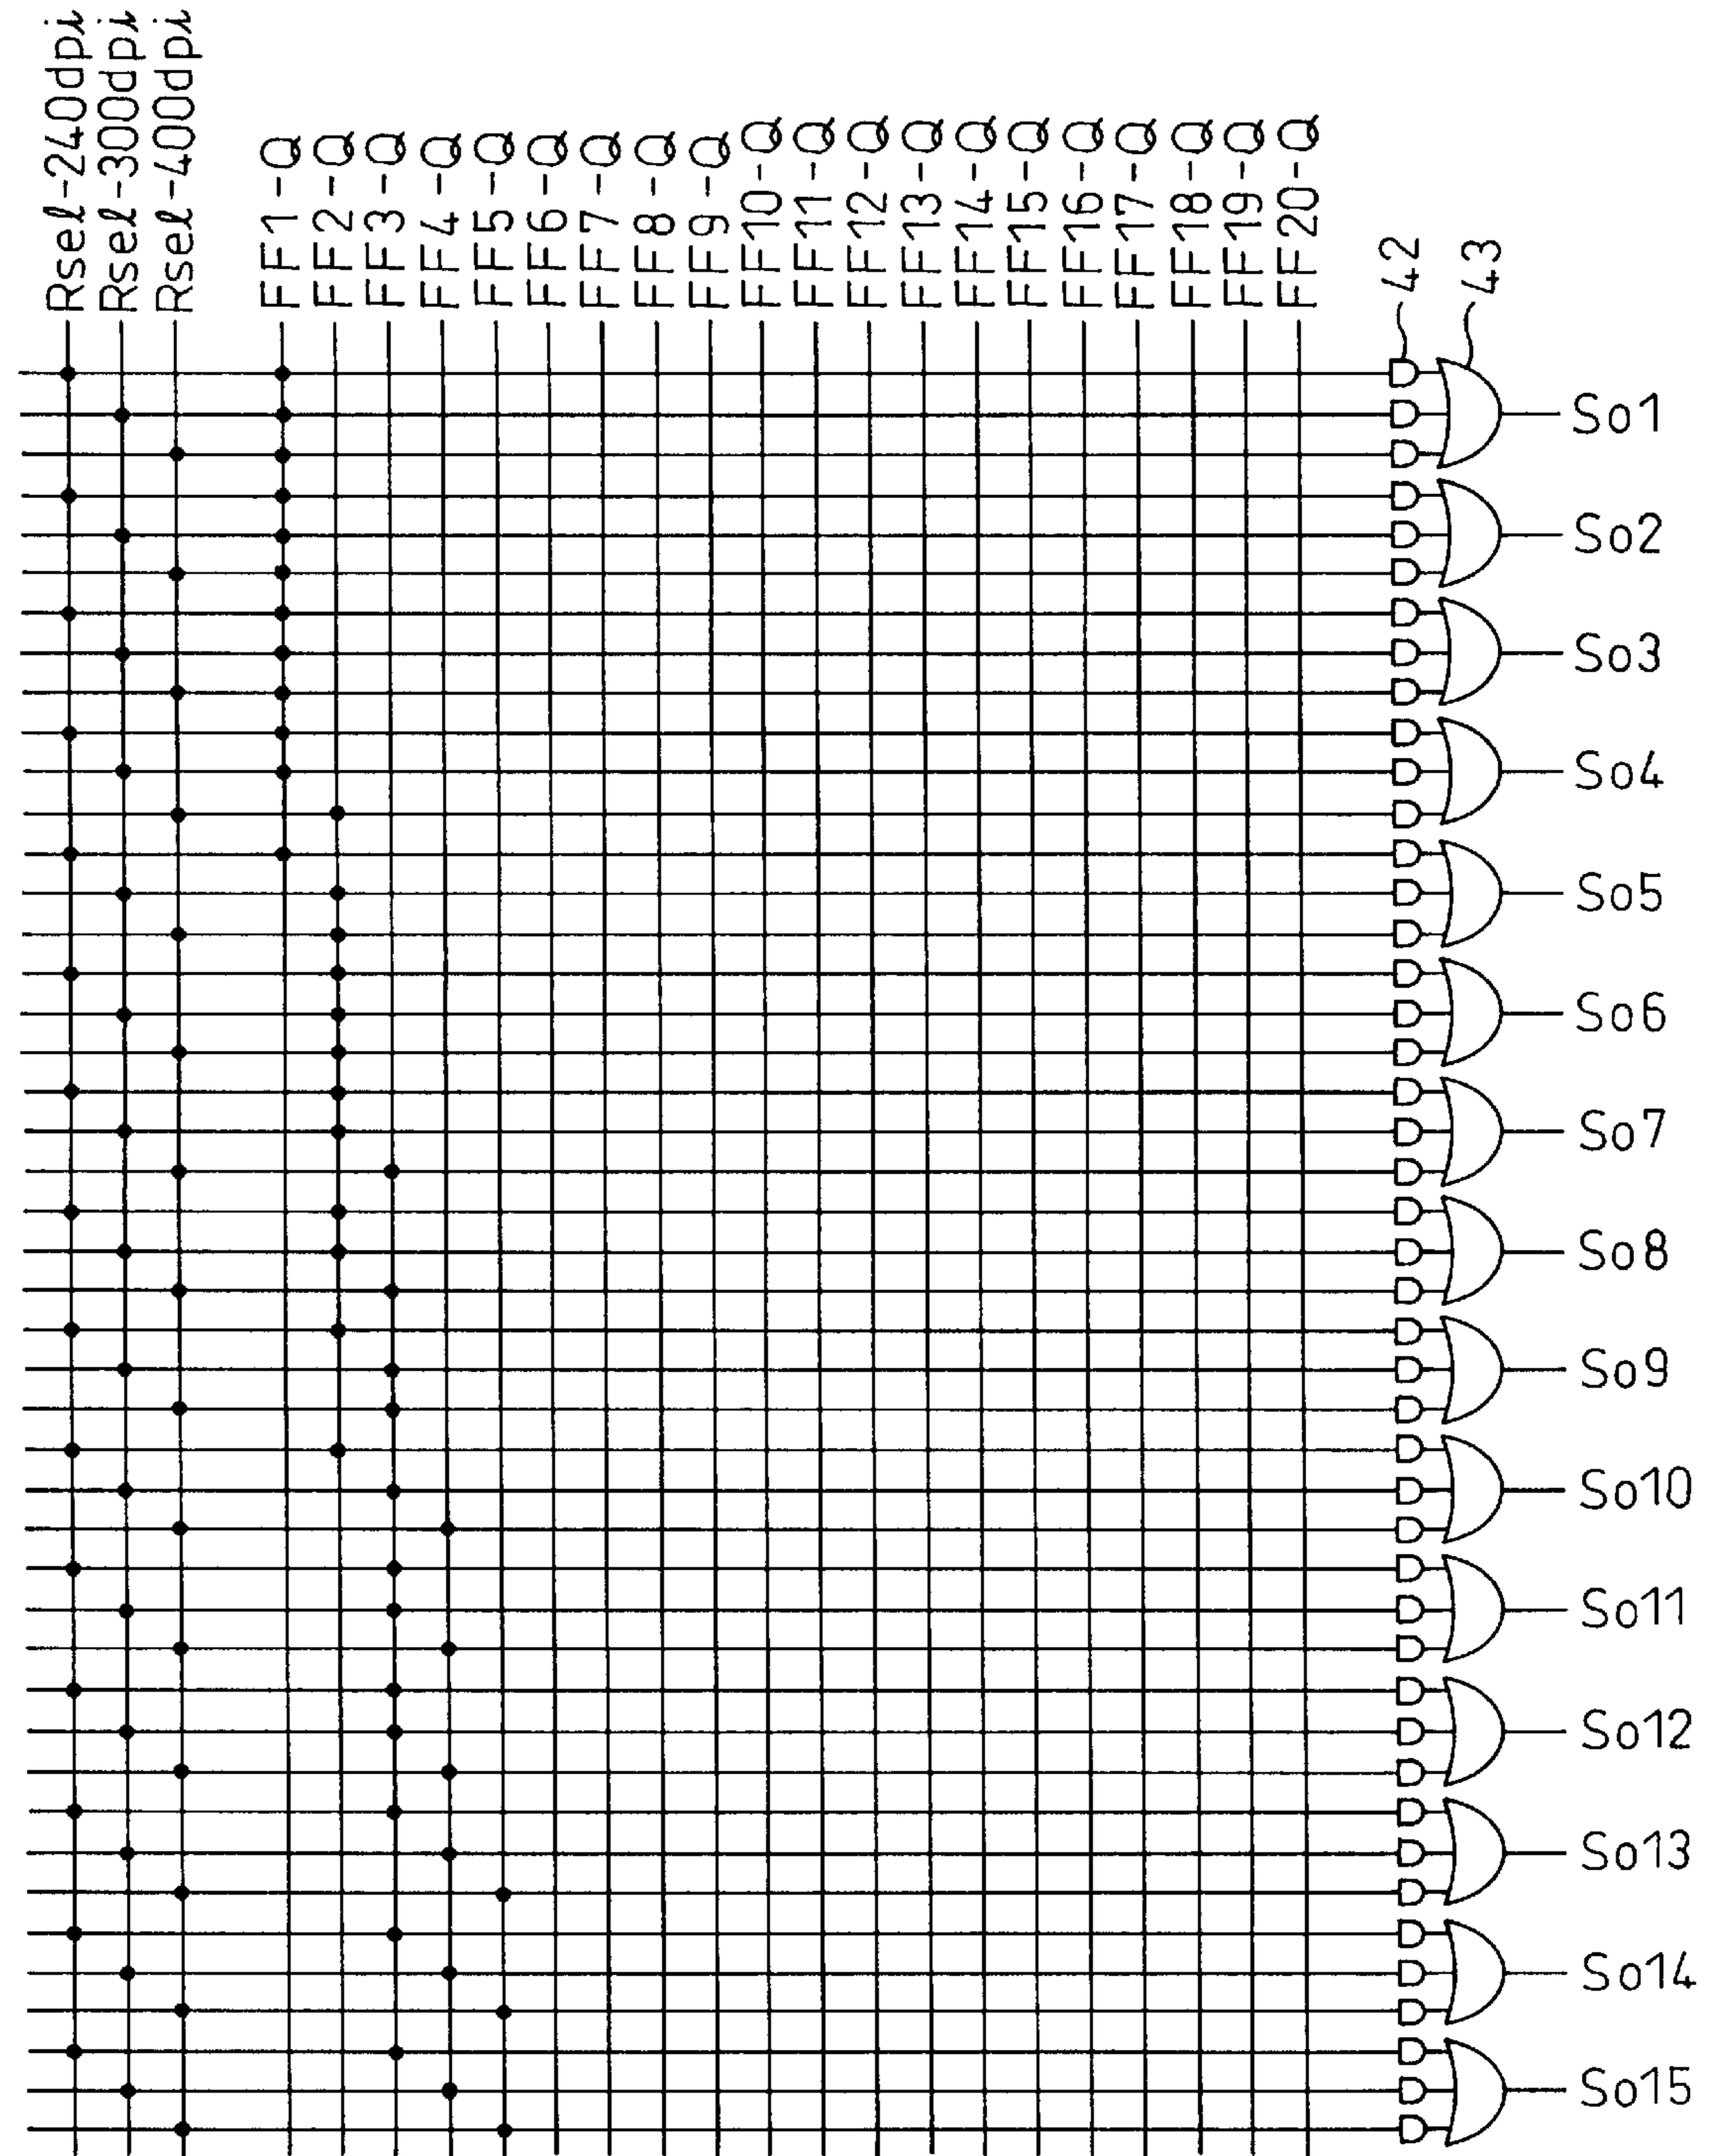 Rsel-240dpi
Rsel-300dpi
Rsel-400dpi
FF1-Q
FF2-Q
FF3-Q
FF4-Q
FF5-Q
FF6-Q
FF7-Q
FF8-Q
FF9-Q
FF10-Q
FF11-Q
FF12-Q
FF13-Q
FF14-Q
FF15-Q
FF16-Q
FF17-Q
FF18-Q
FF19-Q
FF20-Q
42
43
So1
So2
So3
So4
So5
So6
So7
So8
So9
So10
So11
So12
So13
So14
So15